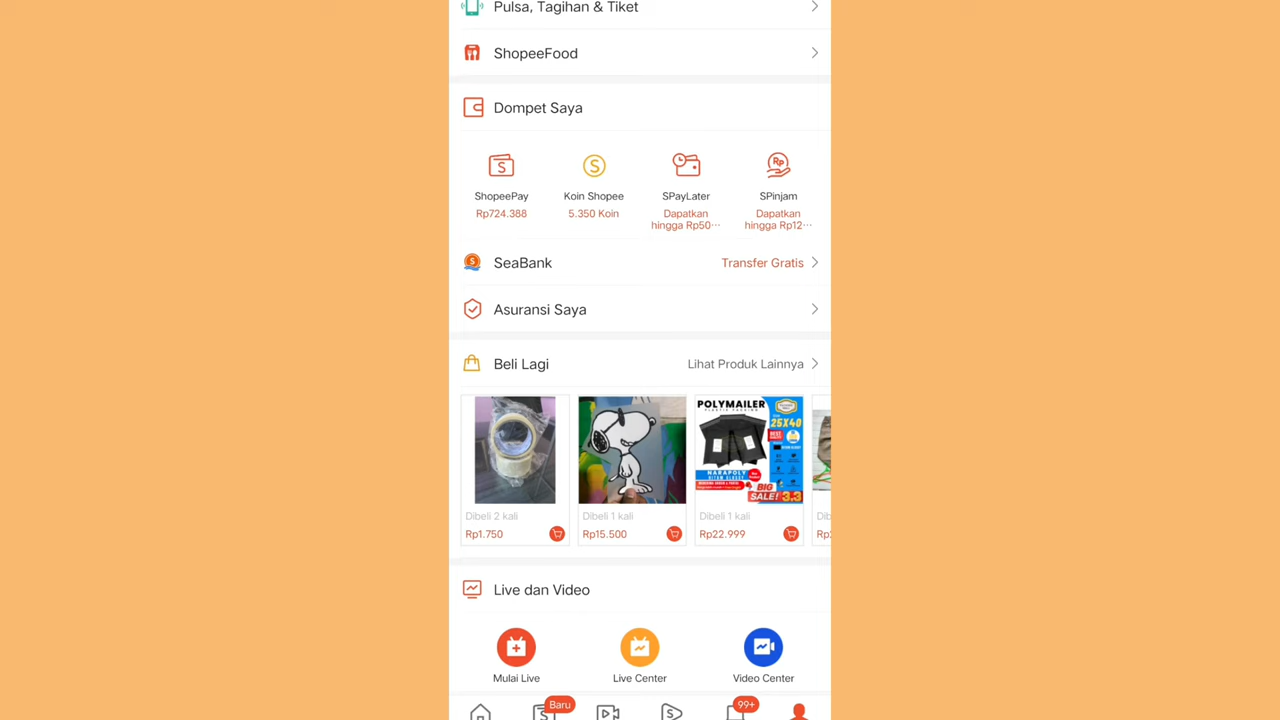 Pulsa, Tagihan & Tiket
ShopeeFood
Dompet Saya
ShopeePay
Rp724.388
Koin Shopee
5.350 Koin
SPayLater
Dapatkan
hingga Rp50···
SPinjam
Dapatkan
hingga Rp12···
SeaBank
Transfer Gratis
Asuransi Saya
Beli Lagi
Lihat Produk Lainnya
POLYMAILER
25X40
NARAPOLY
BIG
SALE! 3.3
Dibeli 2 kali
Rp1.750
Dibeli 1 kali
Rp15.500
Dibeli 1 kali
Rp22.999
Dib
Live dan Video
Mulai Live
Live Center
Video Center
Baru
99+